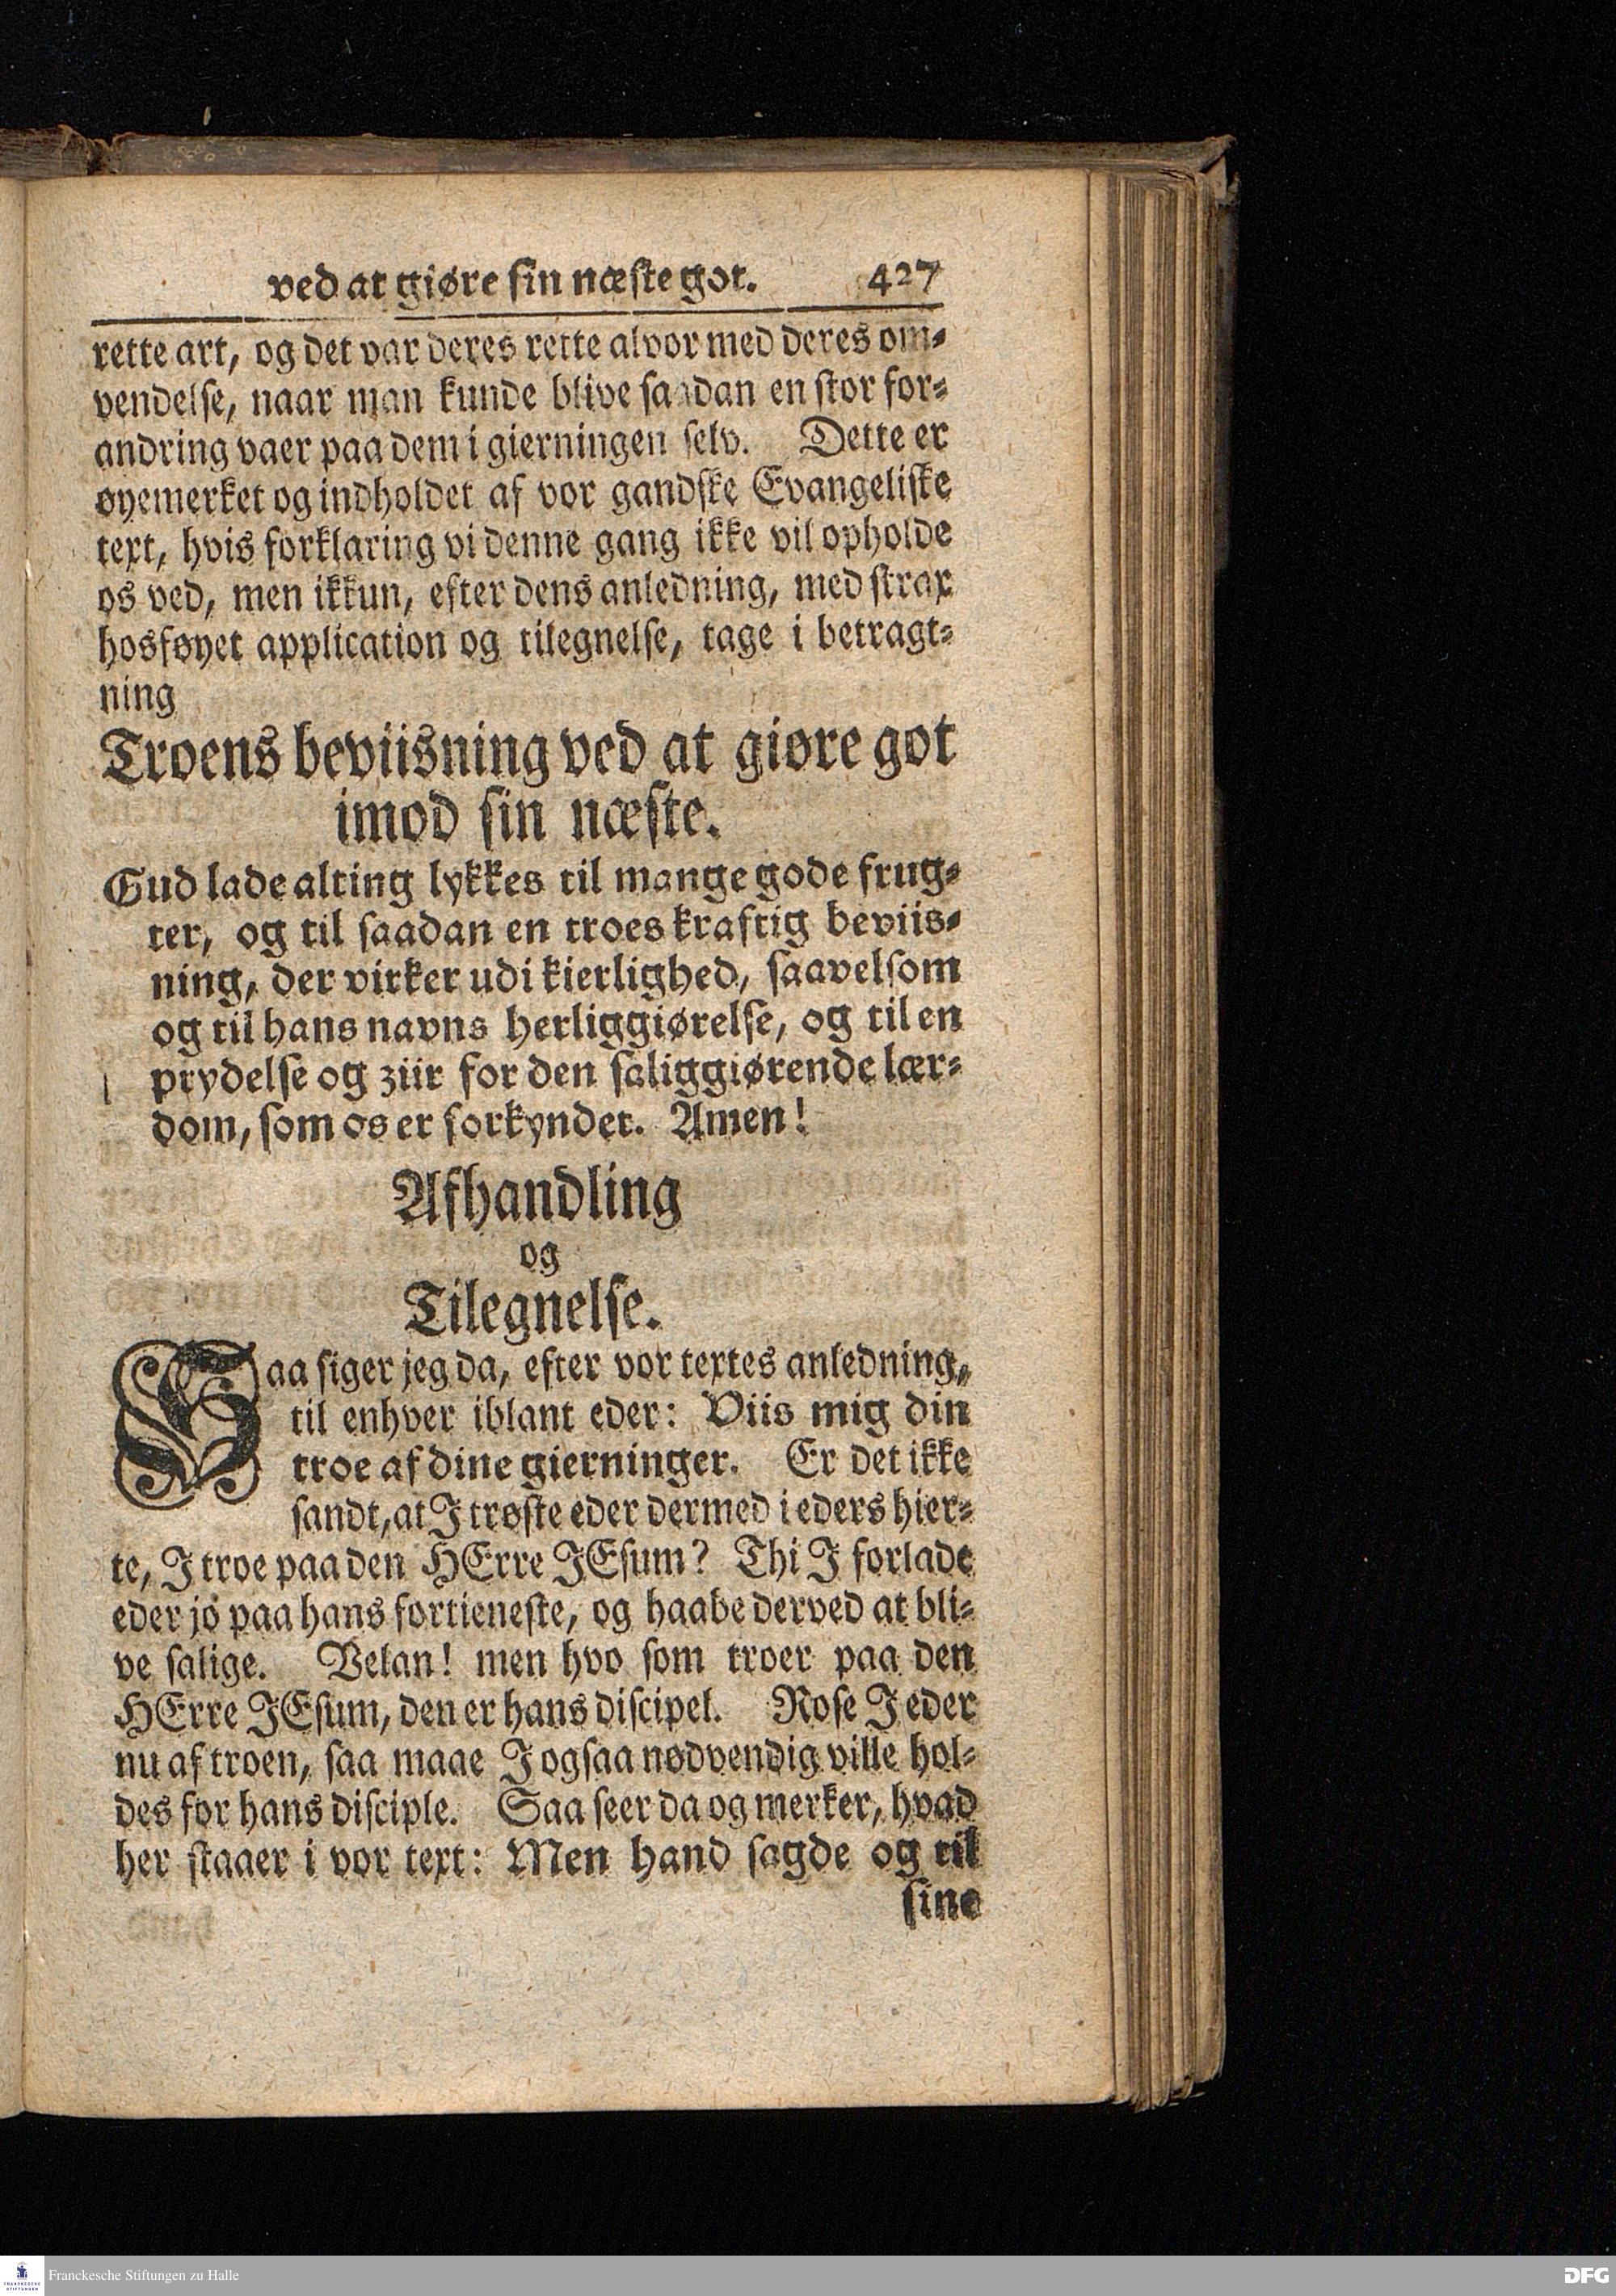 ved at giøre sin næste got. 427
rette art, og det var deres rette alvor med deres om-
vendelse, naar man kunde blive saadan en stor for-
andring vaer paa dem i gierningen selv. Dette er
øyemerket og indholdet af vor gandske Evangeliske
text, hvis forklaring vi denne gang ikke vil opholde
os ved, men ikkun, efter dens anledning, med strax
hosføyet application og tilegnelse, tage i betragt-
ning
Troens beviisning ved at giøre got
imod sin næste.
Gud lade alting lykkes til mange gode frug-
ter, og til saadan en troes kraftig beviis-
ning, der virker udi kierlighed, saavelsom
og til hans navns herliggiørelse, og til en
prydelse og ziir for den saliggiørende lær-
dom, som os er forkyndet. Amen!
Afhandling
og
Tilegnelse.
Saa siger jeg da, efter vor textes anledning,
til enhver iblant eder: Viis mig din
troe af dine gierninger. Er det ikke
sandt, at I trøste eder dermed i eders hier-
te, I troe paa den HErre JEsum? Thi I forlade
eder jo paa hans fortieneste, og haabe derved at bli-
ve salige. Velan! men hvo som troer paa den
HErre JEsum, den er hans discipel. Rose I eder
nu af troen, saa maae I ogsaa nødvendig ville hol-
des for hans disciple. Saa seer da og merker, hvad
her staaer i vor text: Men hand sagde og til
sine
Franckesche Stiftungen zu Halle
DFG